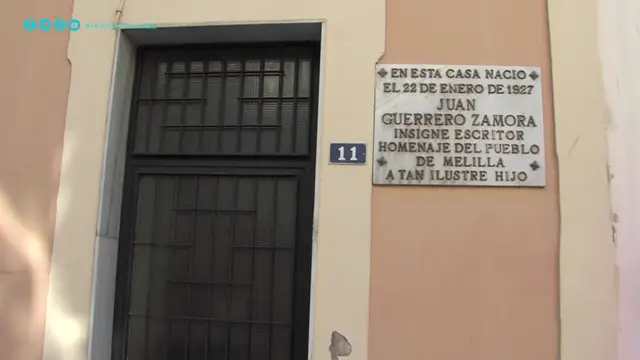 EN ESTA CASA NACIO
EL 22 DE ENERO DE 1927
JUAN
GUERRERO ZAMORA
INSIGNE ESCRITOR
HOMENAJE DEL PUEBLO
DE MELILLA
A TAN ILUSTRE HIJO
11